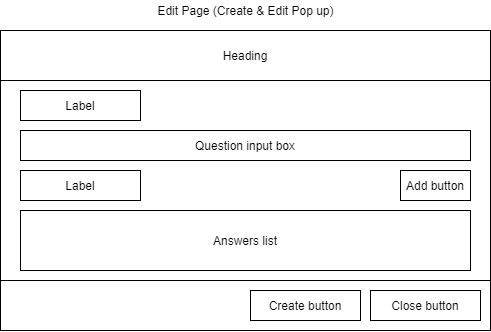 Edit Page (Create & Edit Pop up)
Heading
Label
Question input box
Label
Add button
Answers list
Create button
Close button